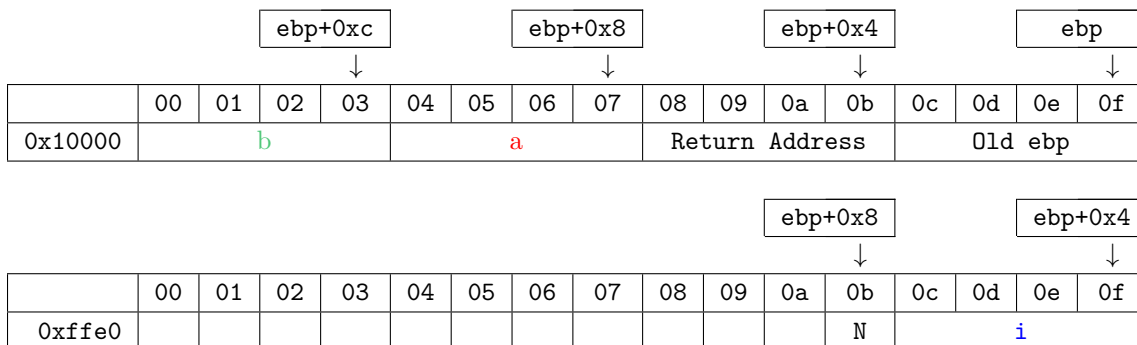 ebp+0xc ebp+0x8 ebp+0x4 ebp
↓ ↓ ↓ ↓
00 01 02 03 04 05 06 07 08 09 0a 0b 0c 0d 0e 0f
0x10000 b a Return Address Old ebp
ebp+0x8 ebp+0x4
↓ ↓
00 01 02 03 04 05 06 07 08 09 0a 0b 0c 0d 0e 0f
0xffe0 N i